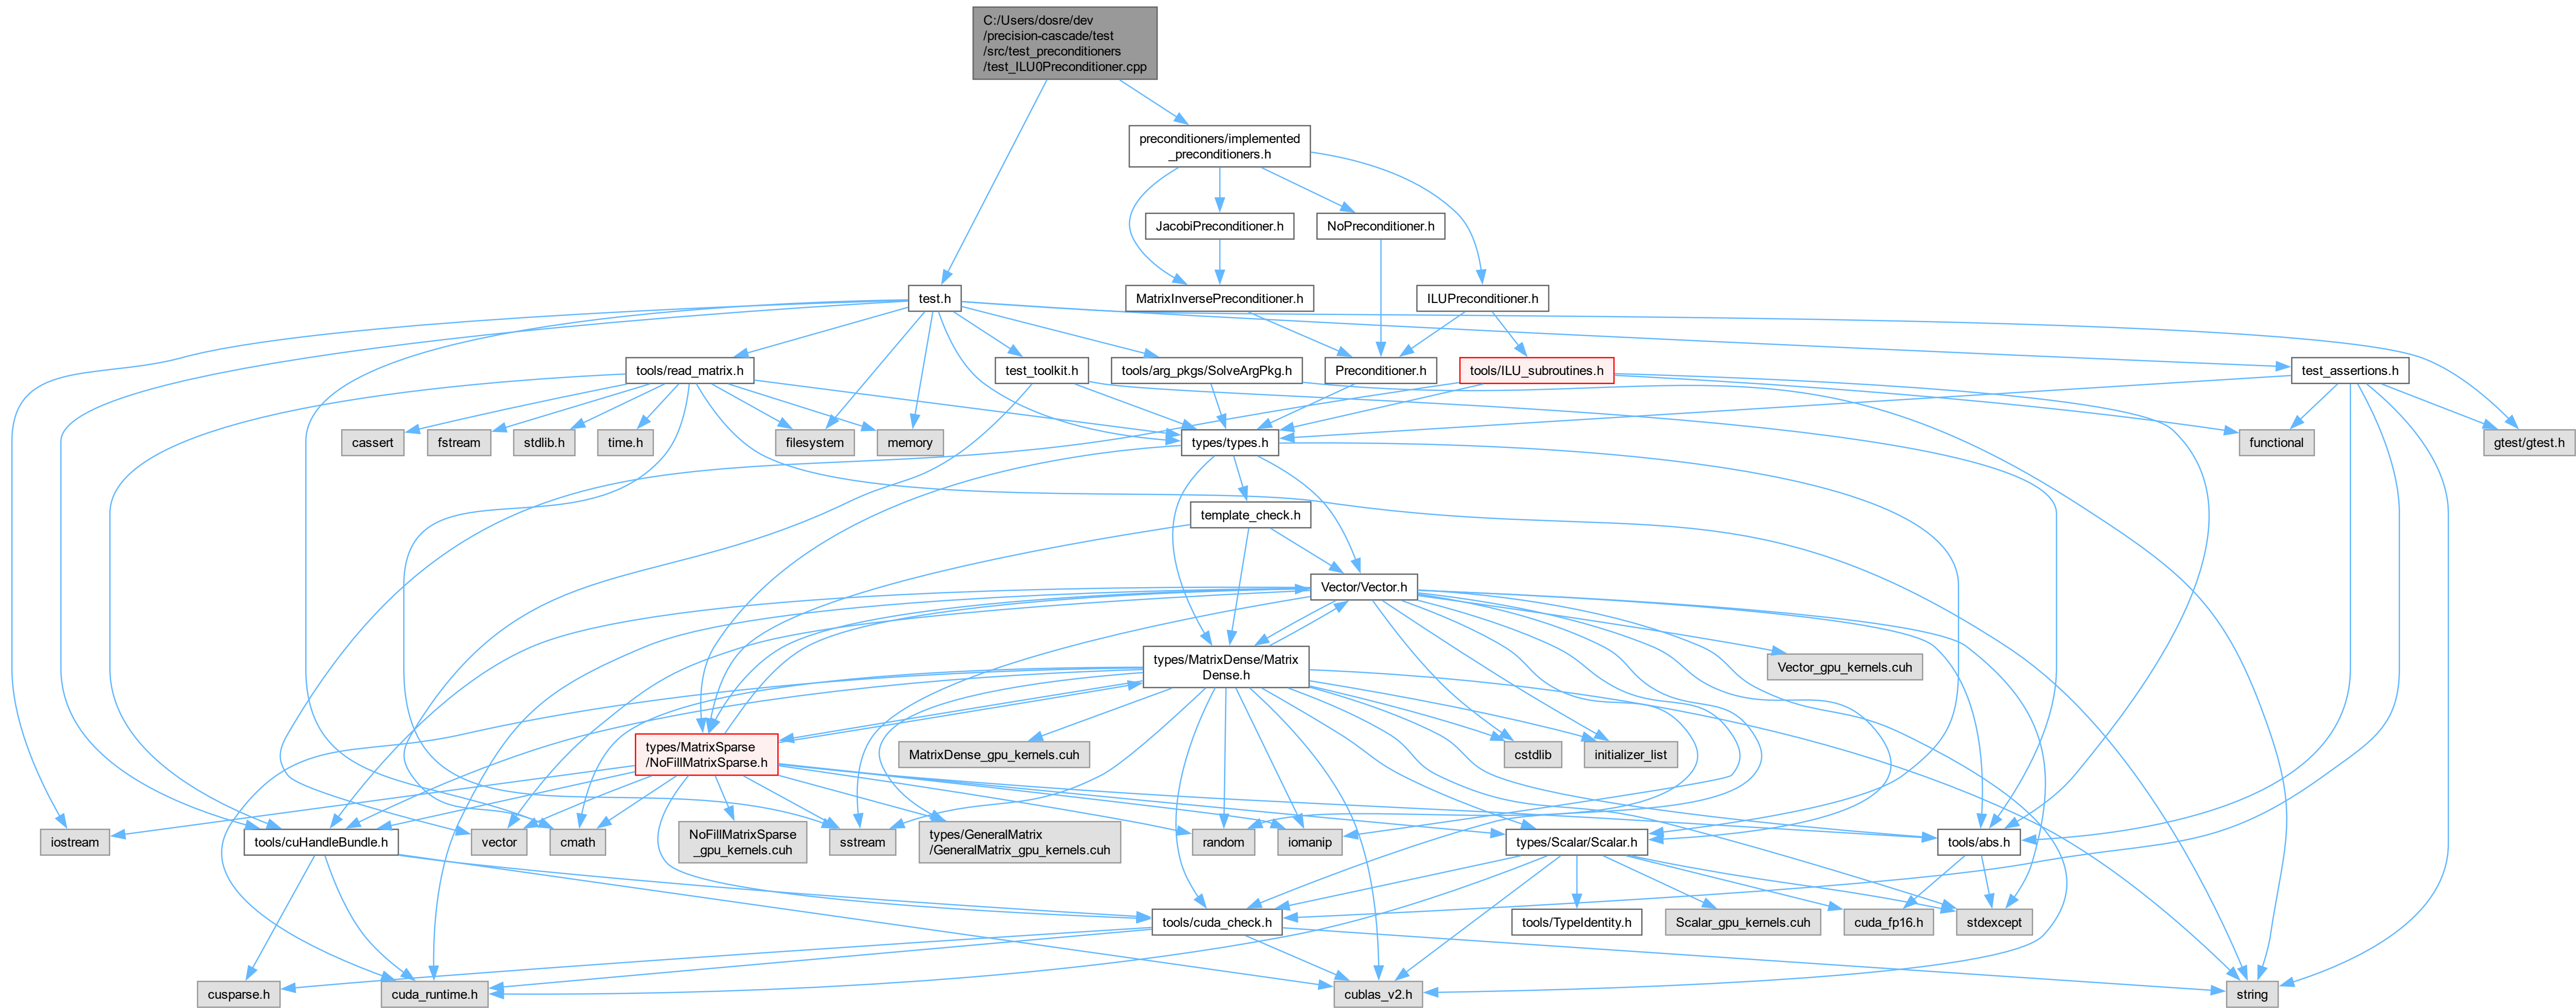 C:/Users/dosre/dev
/precision-cascade/test
/src/test_preconditioners
/test_ILU0Preconditioner.cpp
preconditioners/implemented
_preconditioners.h
JacobiPreconditioner.h
NoPreconditioner.h
test.h
MatrixInversePreconditioner.h
ILUPreconditioner.h
tools/read_matrix.h
test_toolkit.h
tools/arg_pkgs/SolveArgPkg.h
Preconditioner.h
tools/ILU_subroutines.h
test_assertions.h
cassert
fstream
stdlib.h
time.h
filesystem
memory
types/types.h
functional
gtest/gtest.h
template_check.h
Vector/Vector.h
types/MatrixDense/Matrix
Dense.h
Vector_gpu_kernels.cuh
types/MatrixSparse
/NoFillMatrixSparse.h
MatrixDense_gpu_kernels.cuh
cstdlib
initializer_list
iostream
tools/cuHandleBundle.h
vector
cmath
NoFillMatrixSparse
_gpu_kernels.cuh
sstream
types/GeneralMatrix
/GeneralMatrix_gpu_kernels.cuh
random
iomanip
types/Scalar/Scalar.h
tools/abs.h
tools/cuda_check.h
tools/TypeIdentity.h
Scalar_gpu_kernels.cuh
cuda_fp16.h
stdexcept
cusparse.h
cuda_runtime.h
cublas_v2.h
string